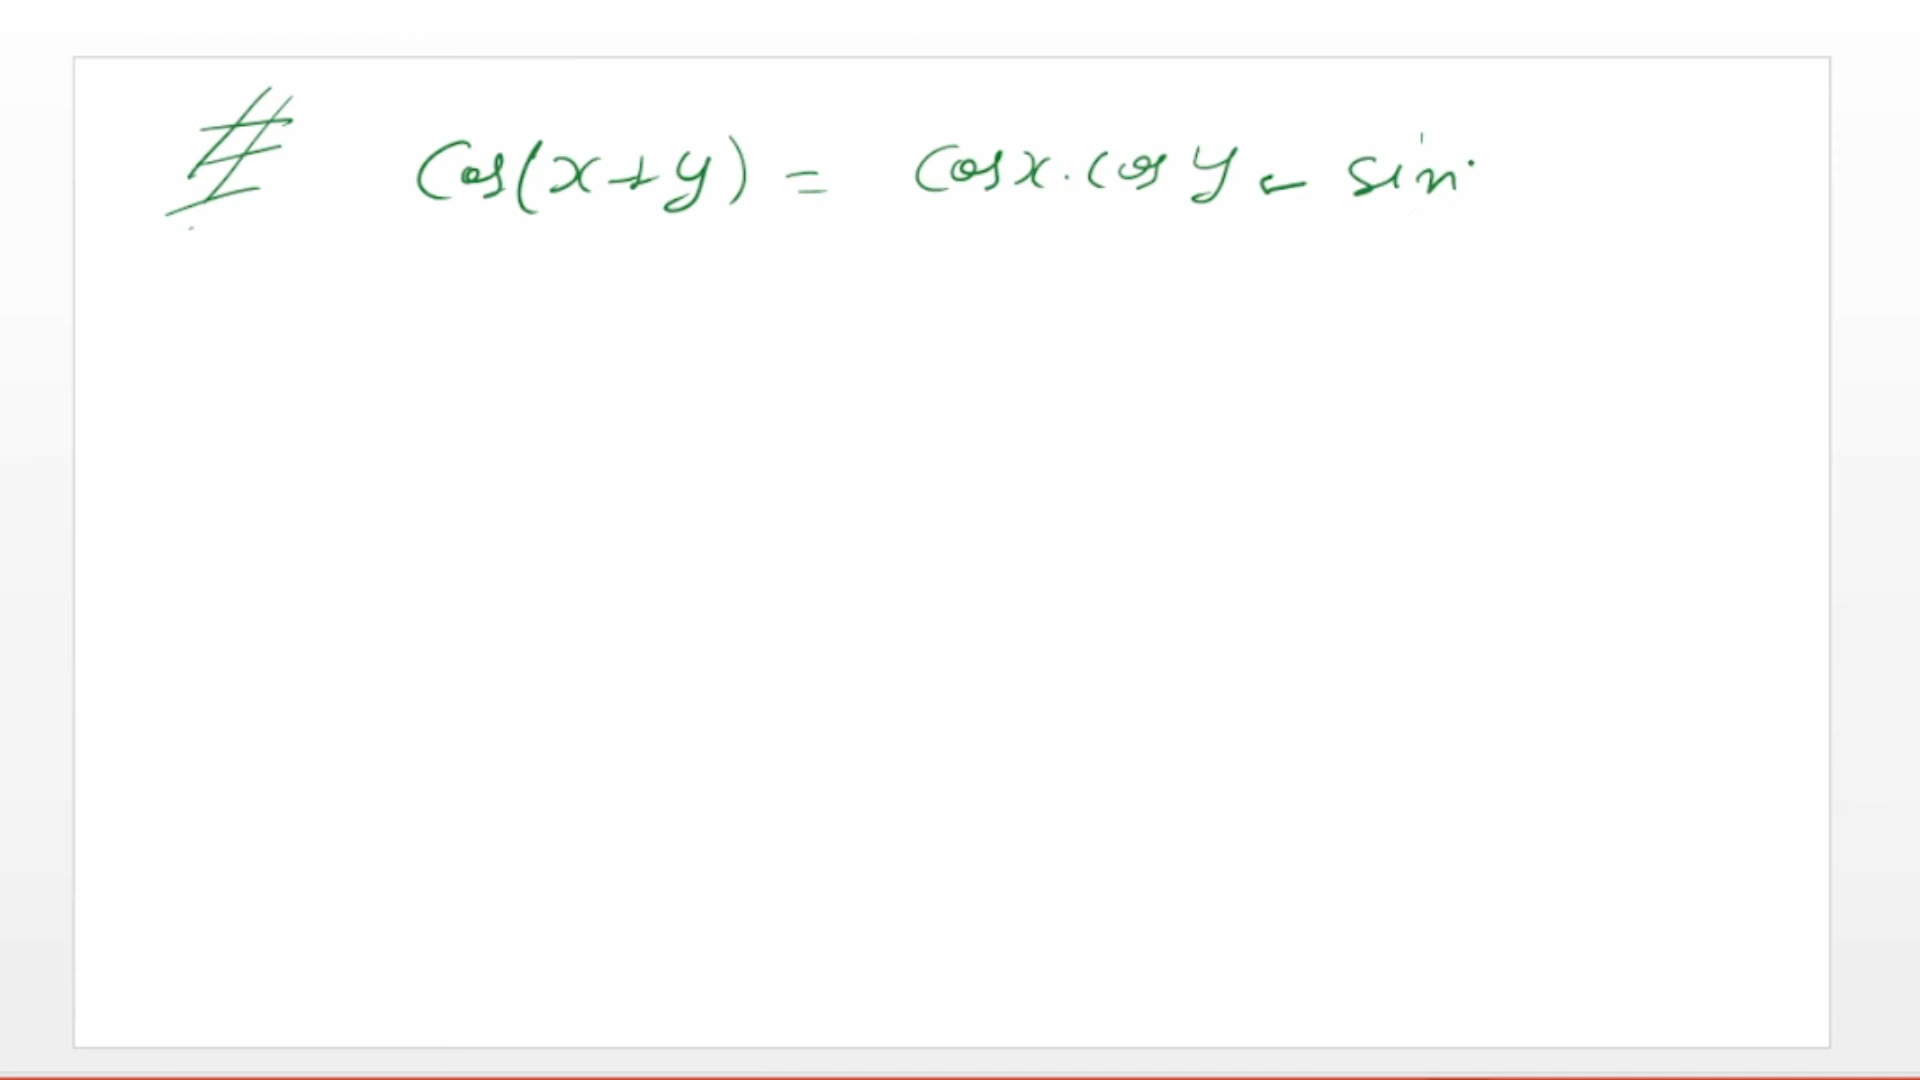 # cos(x+y) = cosx.cosy - sin